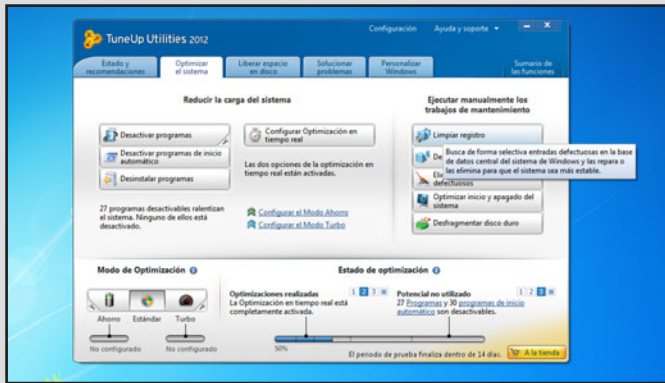 TuneUp Utilities 2012
Configuración Ayuda y soporte
Estado y
recomendaciones
Optimizar
el sistema
Liberar espacio
en disco
Solucionar
problemas
Personalizar
Windows
Sumario de
las funciones
Reducir la carga del sistema
Desactivar programas
Desactivar programas de inicio
automático
Desinstalar programas
27 programas desactivables ralentizan
el sistema. Ninguno de ellos está
desactivado.
Configurar Optimización en
tiempo real
Las dos opciones de la optimización en
tiempo real están activadas.
Configurar el Modo Ahorro
Configurar el Modo Turbo
Ejecutar manualmente los
trabajos de mantenimiento
Limpiar registro
Busca de forma selectiva entradas defectuosas en la base
de datos central del sistema de Windows y las repara o
las elimina para que el sistema sea más estable.
defectuosos
Optimizar inicio y apagado del
sistema
Desfragmentar disco duro
Modo de Optimización
Ahorro Estándar Turbo
No configurado No configurado
Estado de optimización
Optimizaciones realizadas 1 2 3
La Optimización en tiempo real está
completamente activada.
Potencial no utilizado 1 2 3
27 Programas y 30 programas de inicio
automático son desactivables.
50%
El periodo de prueba finaliza dentro de 14 días. A la tienda